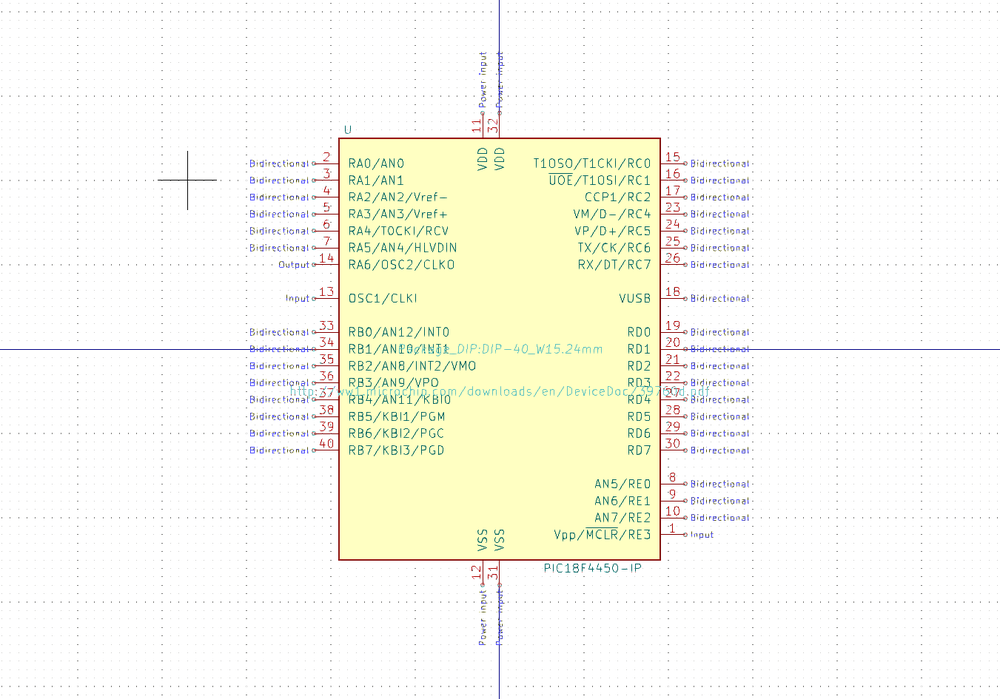 Power input
Power input
11
32
U
VDD
VDD
Bidirectional 2 RA0/AN0
T1OSO/T1CKI/RC0 15 Bidirectional
Bidirectional 3 RA1/AN1
UOE/T1OSI/RC1 16 Bidirectional
Bidirectional 4 RA2/AN2/Vref-
CCP1/RC2 17 Bidirectional
Bidirectional 5 RA3/AN3/Vref+
VM/D-/RC4 23 Bidirectional
Bidirectional 6 RA4/T0CKI/RCV
VP/D+/RC5 24 Bidirectional
Bidirectional 7 RA5/AN4/HLVDIN
TX/CK/RC6 25 Bidirectional
Output 14 RA6/OSC2/CLKO
RX/DT/RC7 26 Bidirectional
Input 13 OSC1/CLKI
VUSB 18 Bidirectional
Bidirectional 33 RB0/AN12/INT0
RD0 19 Bidirectional
Bidirectional 34 RB1/AN10/INT1
Package_DIP:DIP-40_W15.24mm
RD1 20 Bidirectional
Bidirectional 35 RB2/AN8/INT2/VMO
RD2 21 Bidirectional
Bidirectional 36 RB3/AN9/VPO
RD3 22 Bidirectional
http://ww1.microchip.com/downloads/en/DeviceDoc/39760d.pdf
Bidirectional 37 RB4/AN11/KBI0
RD4 27 Bidirectional
Bidirectional 38 RB5/KBI1/PGM
RD5 28 Bidirectional
Bidirectional 39 RB6/KBI2/PGC
RD6 29 Bidirectional
Bidirectional 40 RB7/KBI3/PGD
RD7 30 Bidirectional
AN5/RE0 8 Bidirectional
AN6/RE1 9 Bidirectional
AN7/RE2 10 Bidirectional
Vpp/MCLR/RE3 1 Input
VSS
VSS
PIC18F4450-IP
12
31
Power input
Power input